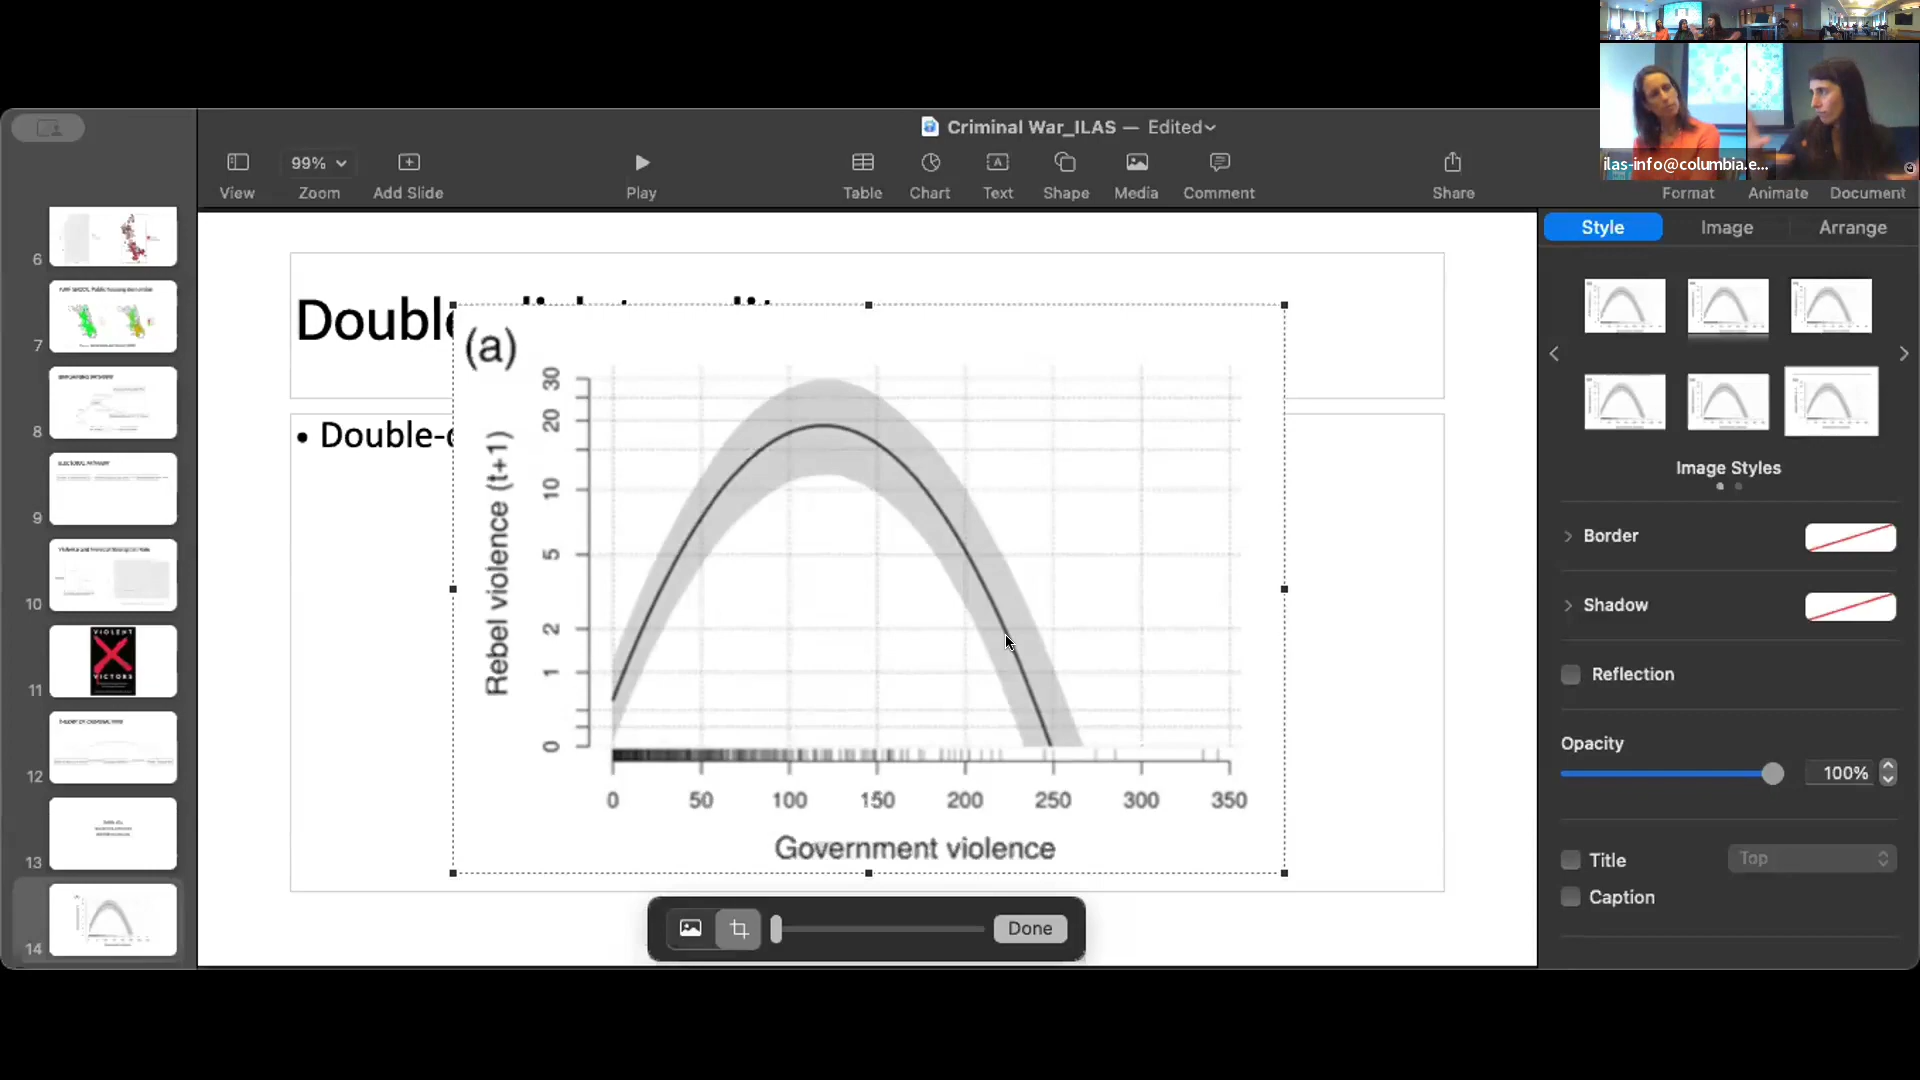 Criminal War_ILAS — Edited
99%
View
Zoom
Add Slide
Play
Table
Chart
Text
Shape
Media
Comment
Share
ilas-info@columbia.e...
Format
Animate
Document
Style
Image
Arrange
6
7
8
9
10
VIOLENT
VICTORS
11
12
13
14
Double
• Double-
(a)
Rebel violence (t+1)
30
20
10
5
2
1
0
0 50 100 150 200 250 300 350
Government violence
Done
Image Styles
Border
Shadow
Reflection
Opacity
100%
Title
Top
Caption